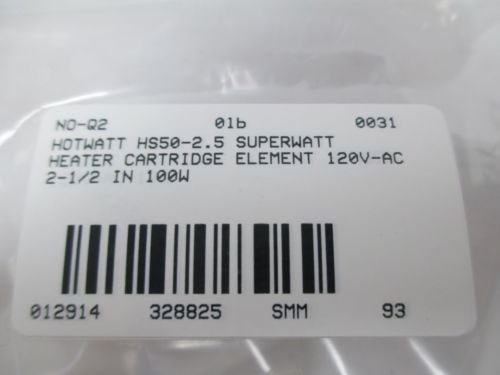 NO-Q2 01b 0031
HOTWATT HS50-2.5 SUPERWATT
HEATER CARTRIDGE ELEMENT 120V-AC
2-1/2 IN 100W
012914 328825 SMM 93